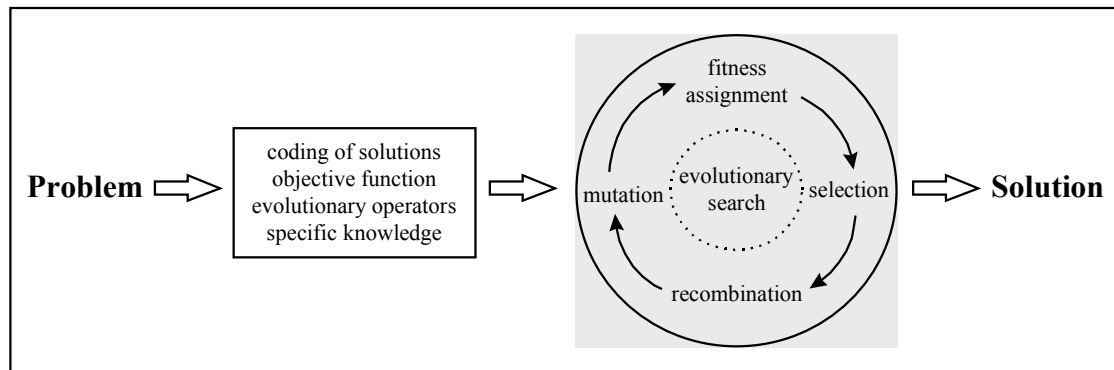 Problem
coding of solutions
objective function
evolutionary operators
specific knowledge
fitness
assignment
mutation
evolutionary
search
selection
recombination
Solution